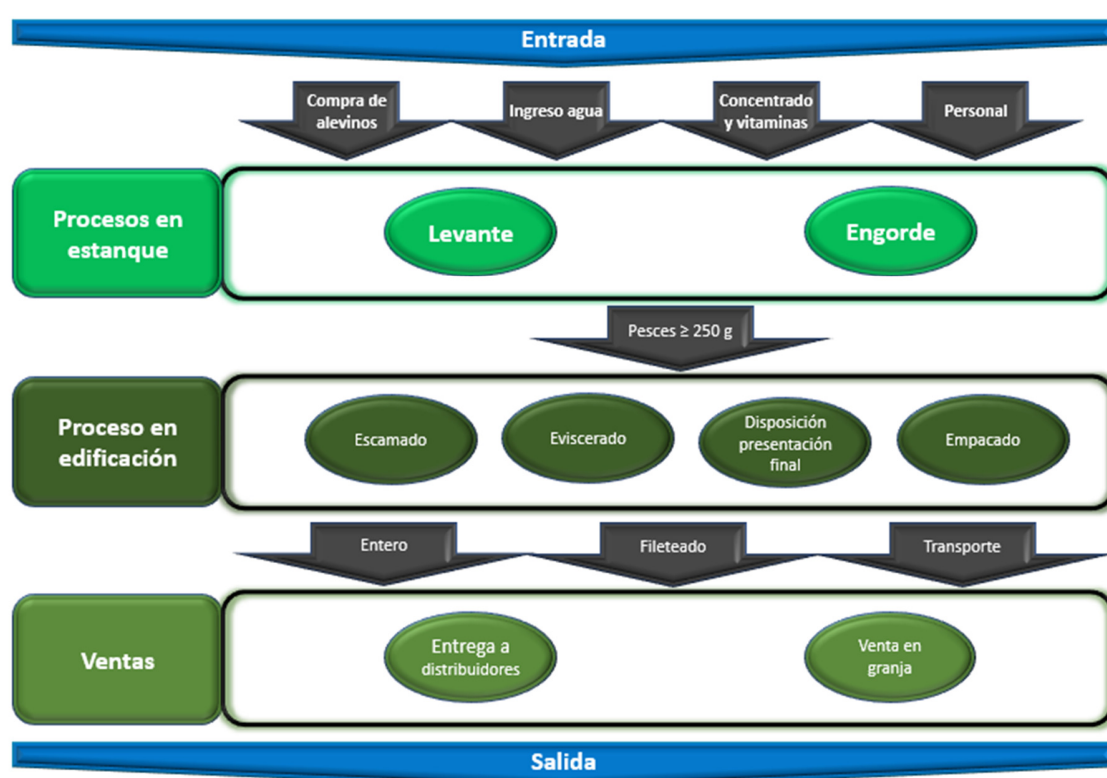 Entrada
Compra de
alevinos
Ingreso agua
Concentrado
y vitaminas
Personal
Procesos en
estanque
Levante
Engorde
Pesces ≥ 250 g
Proceso en
edificación
Escamado
Eviscerado
Disposición
presentación
final
Empacado
Entero
Fileteado
Transporte
Ventas
Entrega a
distribuidores
Venta en
granja
Salida